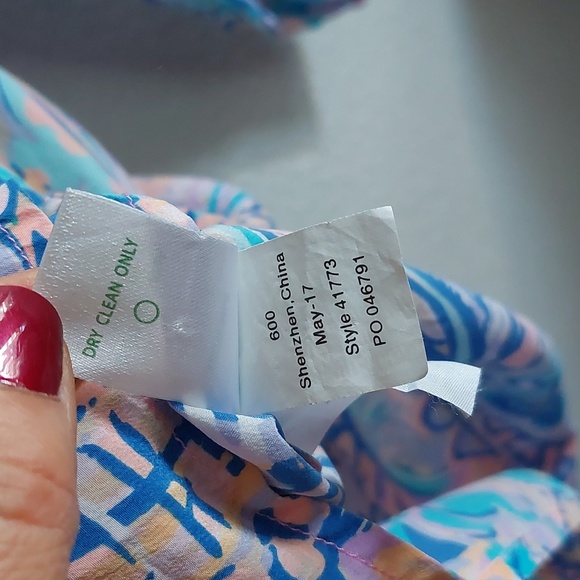 DRY CLEAN ONLY
600
Shenzhen,China
May-17
Style 41773
PO 046791